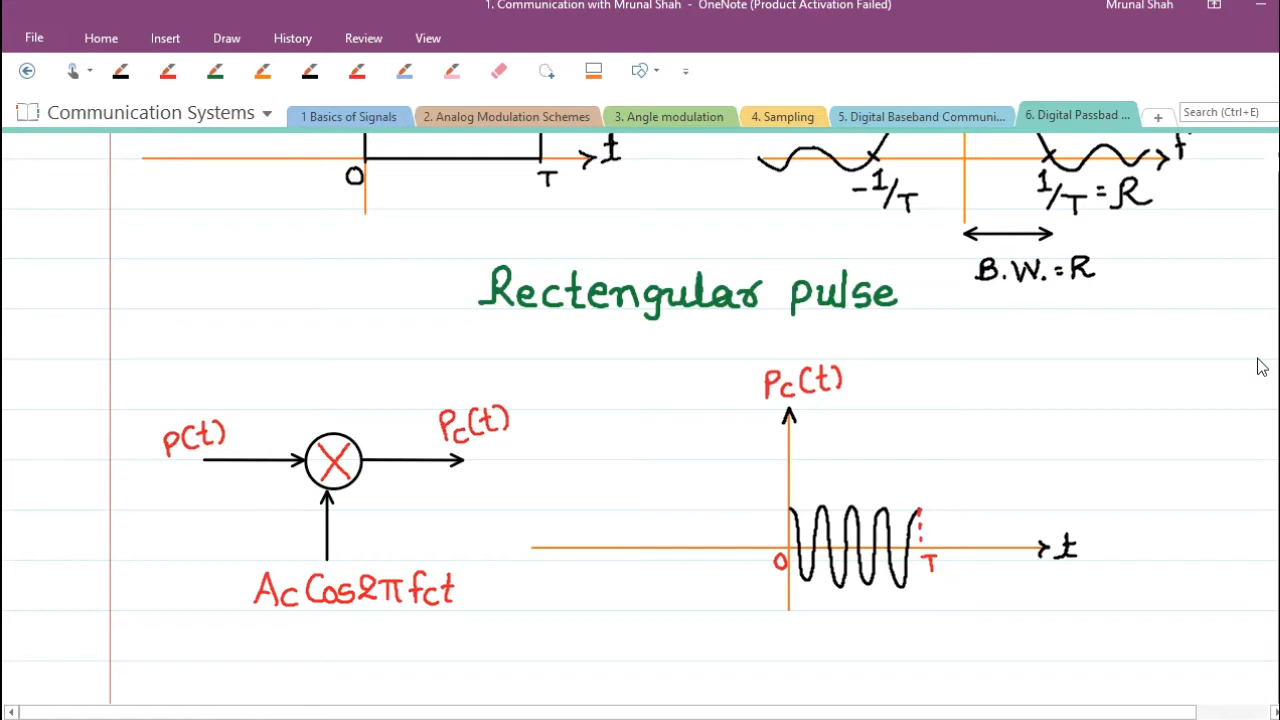 1. Communication with Mrunal Shah - OneNote (Product Activation Failed)
Mrunal Shah
File Home Insert Draw History Review View
Communication Systems
1 Basics of Signals
2. Analog Modulation Schemes
3. Angle modulation
4. Sampling
5. Digital Baseband Communi...
6. Digital Passbad ...
Search (Ctrl+E)
t
0
T
f
-1/T
1/T = R
B.W. = R
Rectengular pulse
P(t)
X
Pc(t)
Ac Cos2πfct
Pc(t)
0
T
t